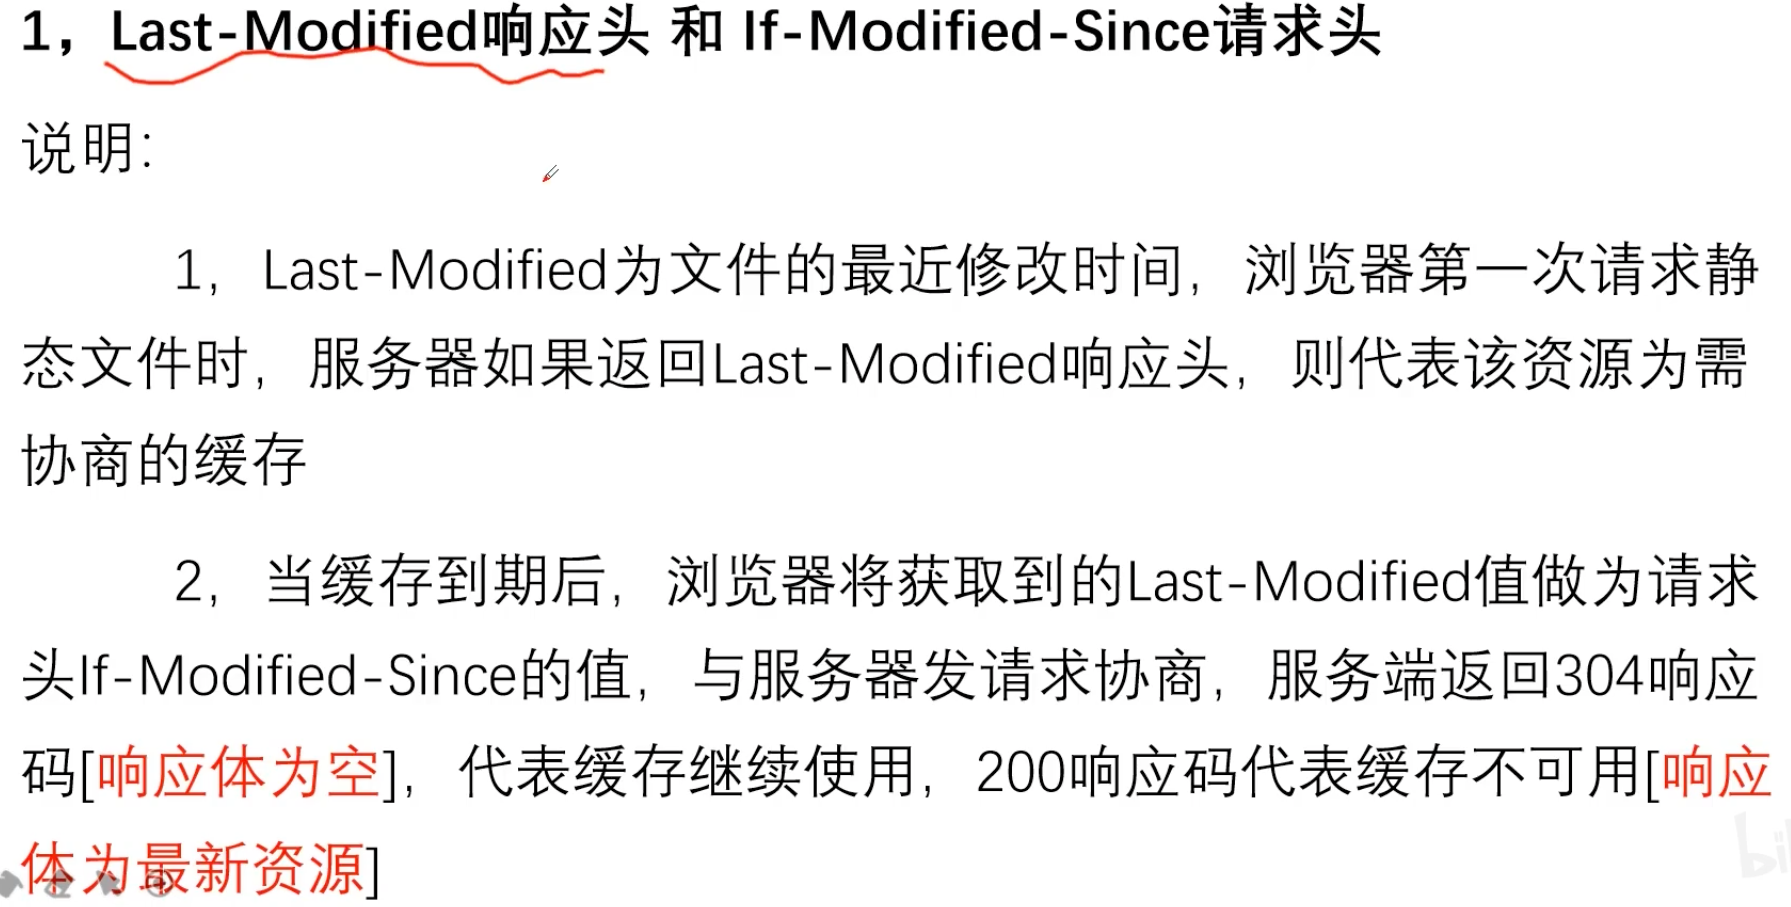 1，Last-Modified响应头 和 If-Modified-Since请求头
说明：
1，Last-Modified为文件的最近修改时间，浏览器第一次请求静
态文件时，服务器如果返回Last-Modified响应头，则代表该资源为需
协商的缓存
2，当缓存到期后，浏览器将获取到的Last-Modified值做为请求
头If-Modified-Since的值，与服务器发请求协商，服务端返回304响应
码[响应体为空]，代表缓存继续使用，200响应码代表缓存不可用[响应
体为最新资源]